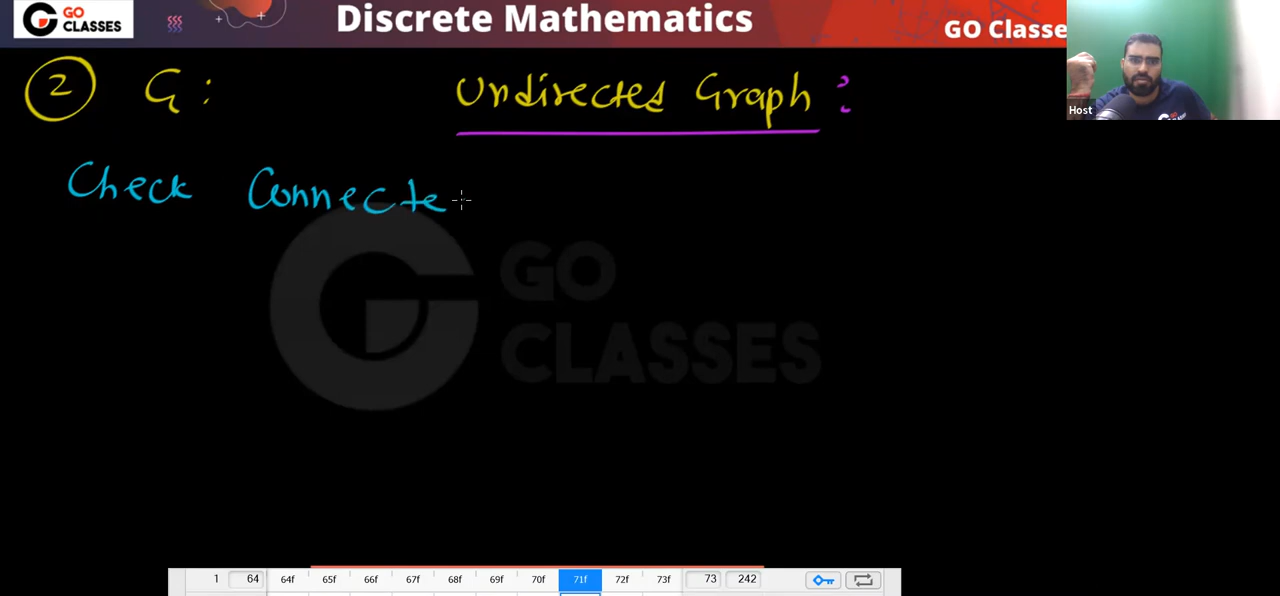 GO
CLASSES
Discrete Mathematics
GO Classe
Host
2 G: Undirected Graph:
Check Connecte
GO
CLASSES
1 64 64f 65f 66f 67f 68f 69f 70f 71f 72f 73f 73 242